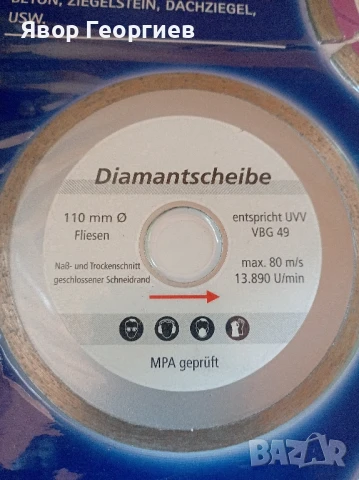 BETON, ZIEGELSTEIN, DACHZIEGEL,
USW.
Явор Георгиев
Diamantscheibe
110 mm Ø
Fliesen
entspricht UVV
VBG 49
Naß- und Trockenschnitt
geschlossener Schneidrand
max. 80 m/s
13.890 U/min
MPA geprüft
BAZAR